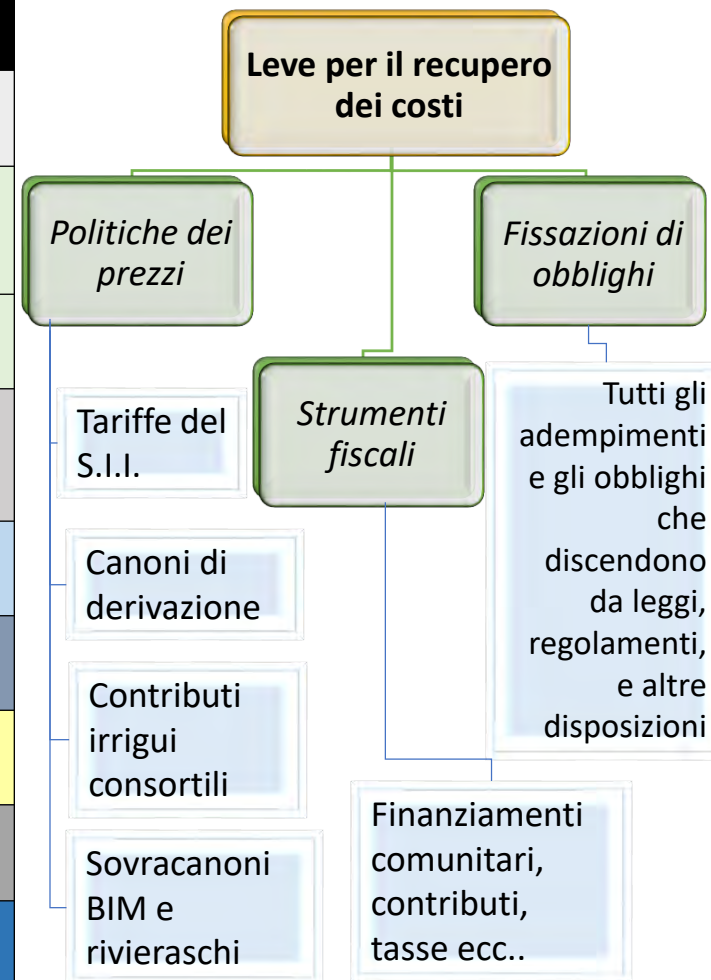 Leve per il recupero
dei costi
Politiche dei
prezzi
Tariffe del
S.I.I.
Canoni di
derivazione
Contributi
irrigui
consortili
Sovracanoni
BIM e
rivieraschi
Strumenti
fiscali
Finanziamenti
comunitari,
contributi,
tasse ecc..
Fissazioni di
obblighi
Tutti gli
adempimenti
e gli obblighi
che
discendono
da leggi,
regolamenti,
e altre
disposizioni